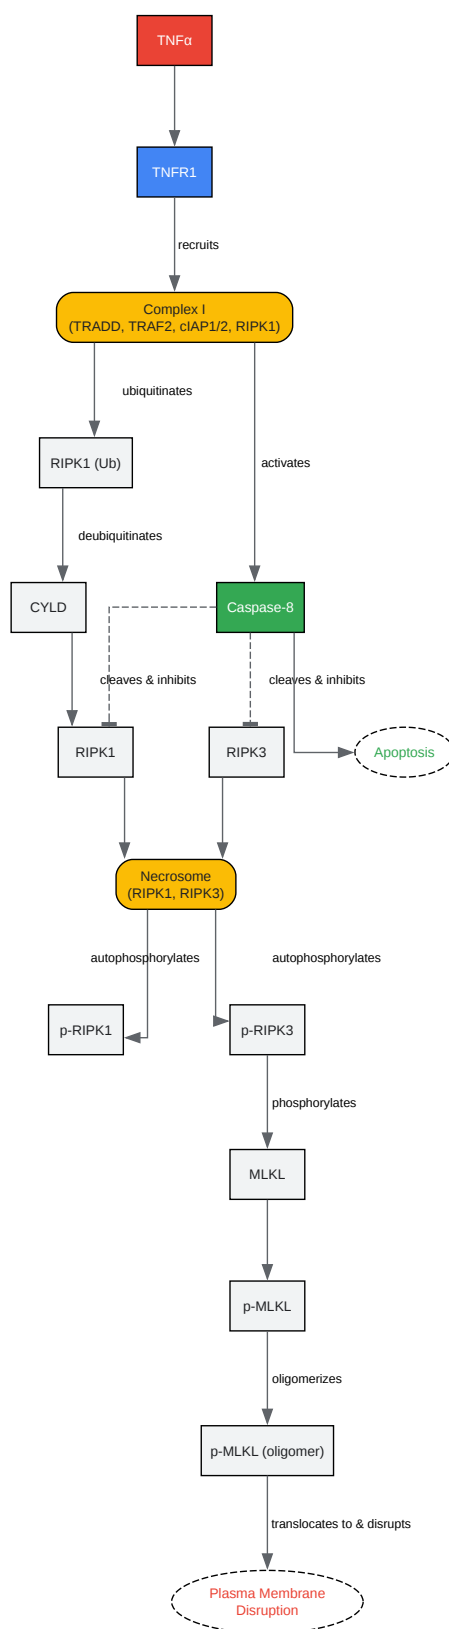 TNFα
TNFR1
recruits
Complex I
(TRADD, TRAF2, cIAP1/2, RIPK1)
ubiquitinates
RIPK1 (Ub)
activates
deubiquitinates
CYLD
Caspase-8
cleaves & inhibits
cleaves & inhibits
RIPK1
RIPK3
Apoptosis
Necrosome
(RIPK1, RIPK3)
autophosphorylates
autophosphorylates
p-RIPK1
p-RIPK3
phosphorylates
MLKL
p-MLKL
oligomerizes
p-MLKL (oligomer)
translocates to & disrupts
Plasma Membrane
Disruption